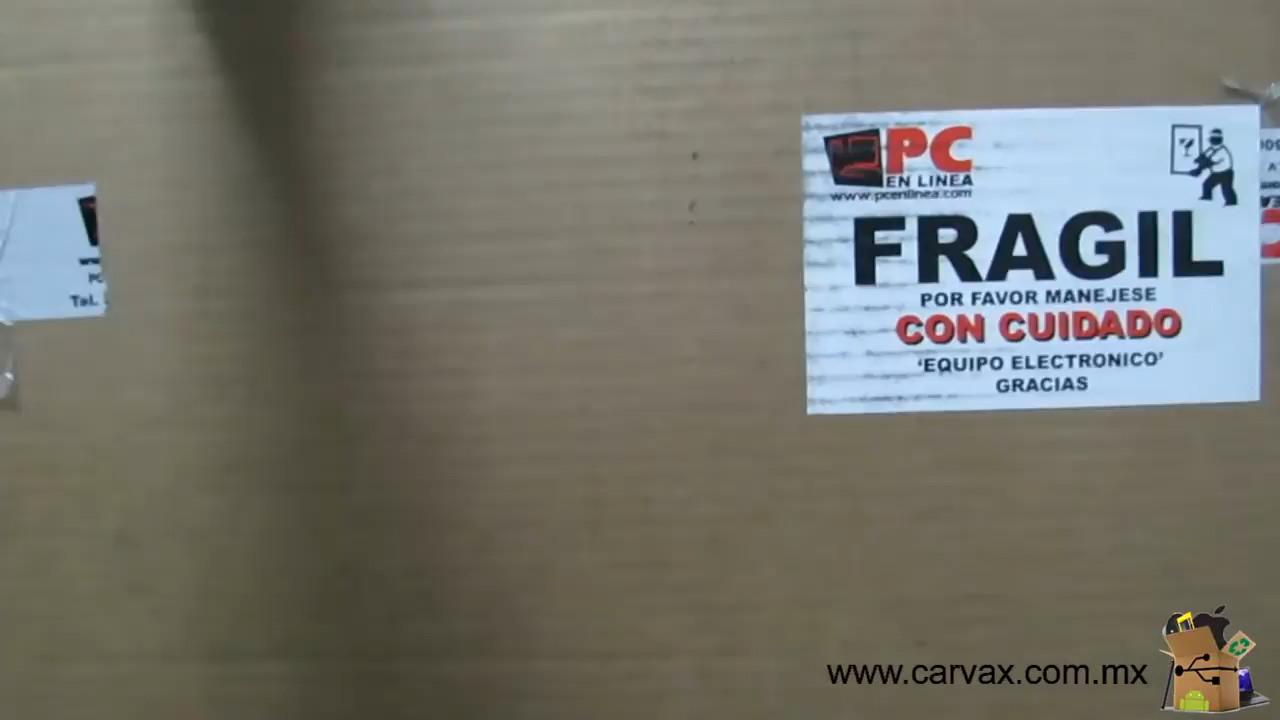 PC
EN LINEA
www.pcenlinea.com
FRAGIL
POR FAVOR MANEJESE
CON CUIDADO
‘EQUIPO ELECTRONICO’
GRACIAS
Tel.
www.carvax.com.mx